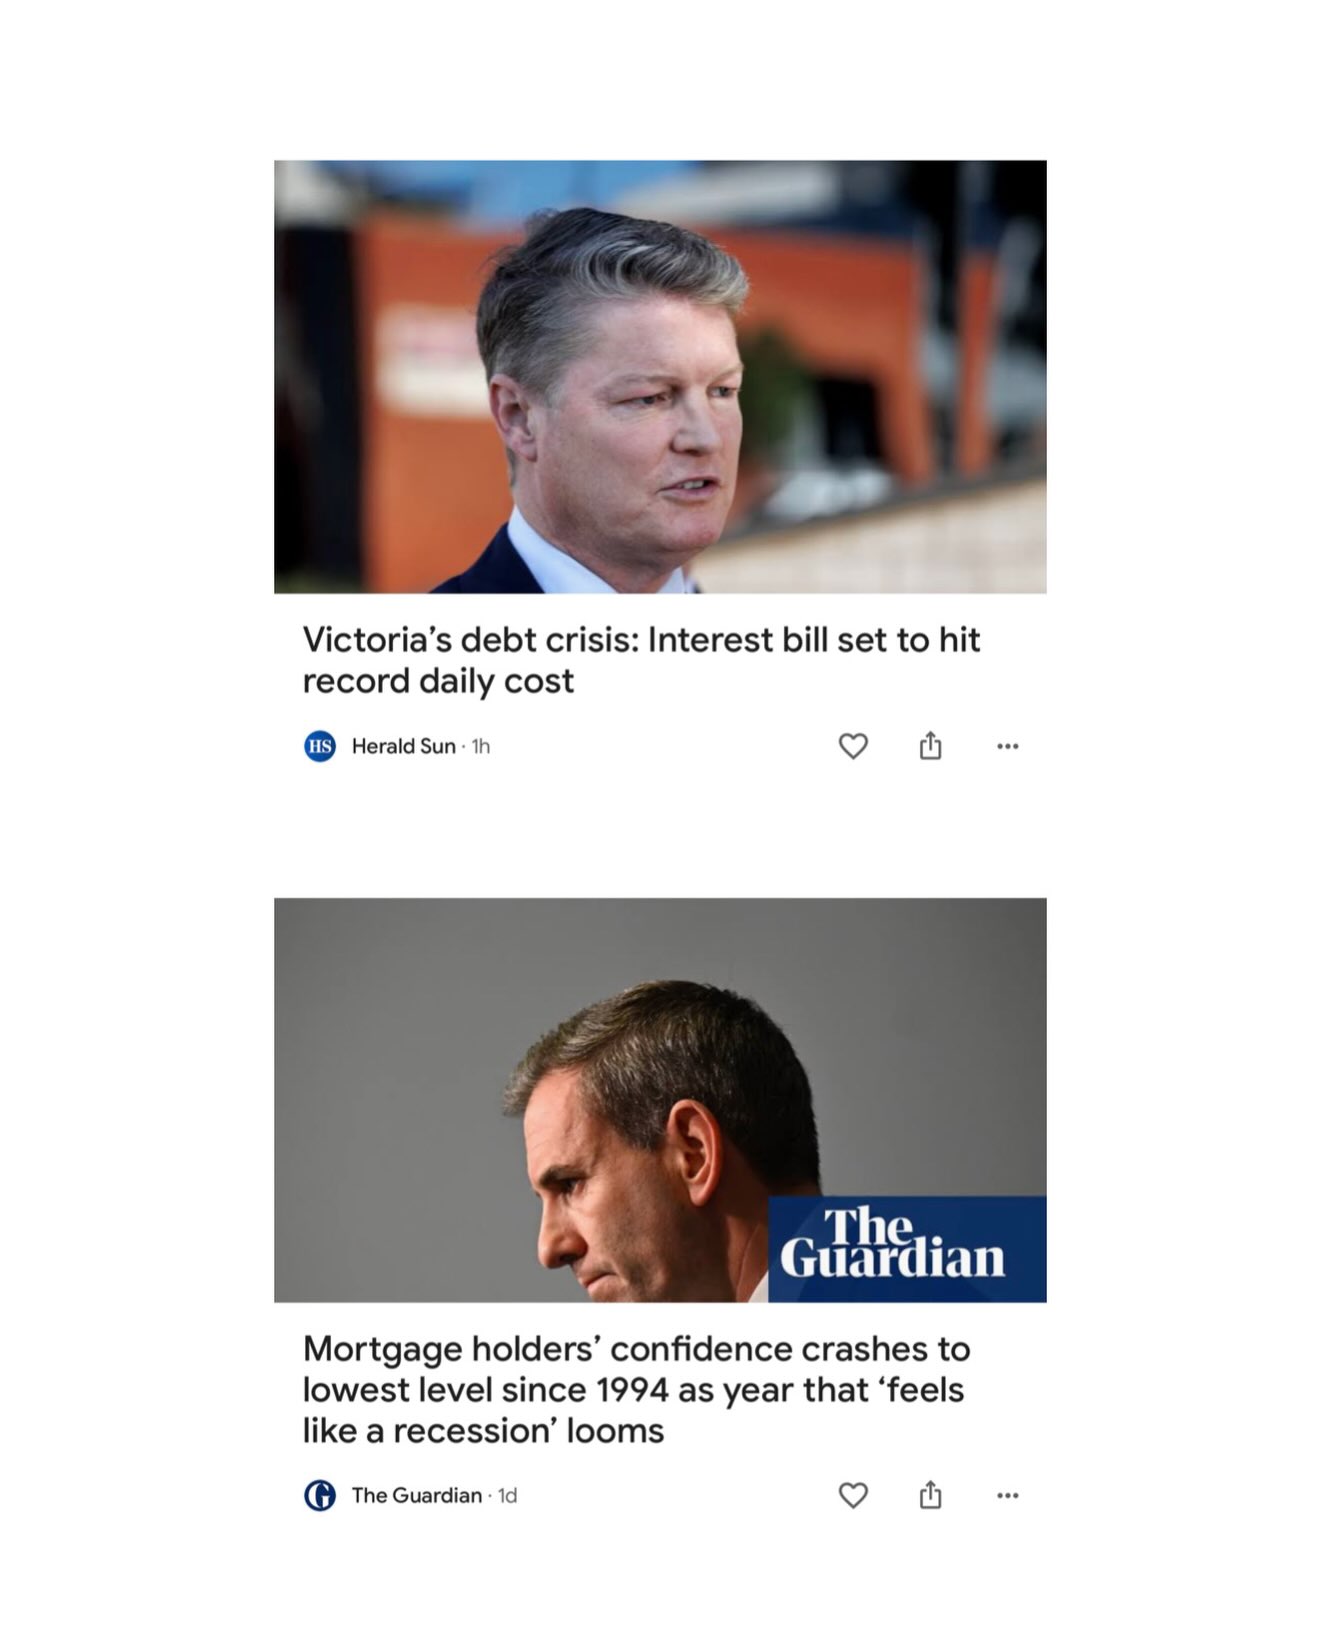 Victoria’s debt crisis: Interest bill set to hit
record daily cost
HS Herald Sun · 1h
The
Guardian
Mortgage holders’ confidence crashes to
lowest level since 1994 as year that ‘feels
like a recession’ looms
G The Guardian · 1d